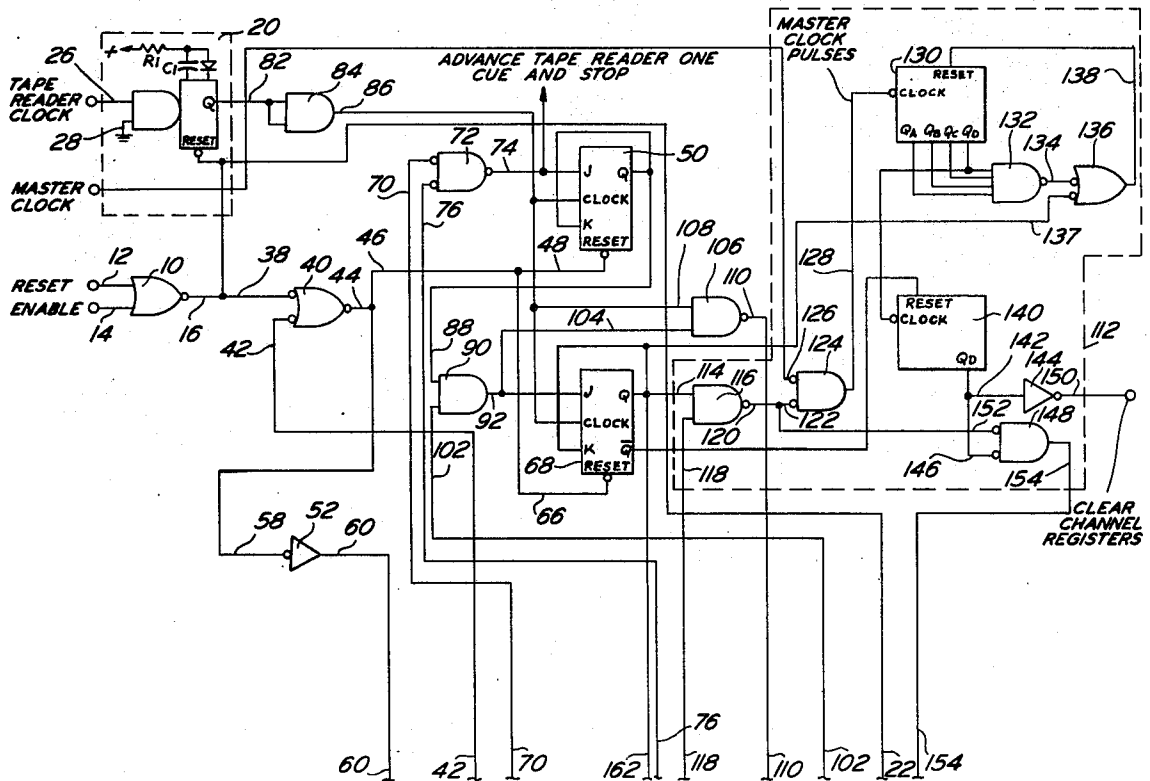 20
+
R1
C1
26
82
84
86
TAPE
READER
CLOCK
Q
RESET
28
MASTER
CLOCK
ADVANCE TAPE READER ONE
CUE AND STOP
72
74
70
76
50
J
Q
CLOCK
K
RESET
MASTER
CLOCK
PULSES
130
RESET
CLOCK
QA QB QC QD
132
134
136
138
137
RESET
12
10
ENABLE
14
16
38
40
44
46
48
42
108
106
110
104
128
126
124
RESET
CLOCK
140
QD
142
144
150
112
88
90
92
102
J
Q
CLOCK
K
Q
RESET
68
66
114
116
120
118
122
152
148
146
154
CLEAR
CHANNEL
REGISTERS
58
52
60
60
42
70
162
76
118
110
102
22
154